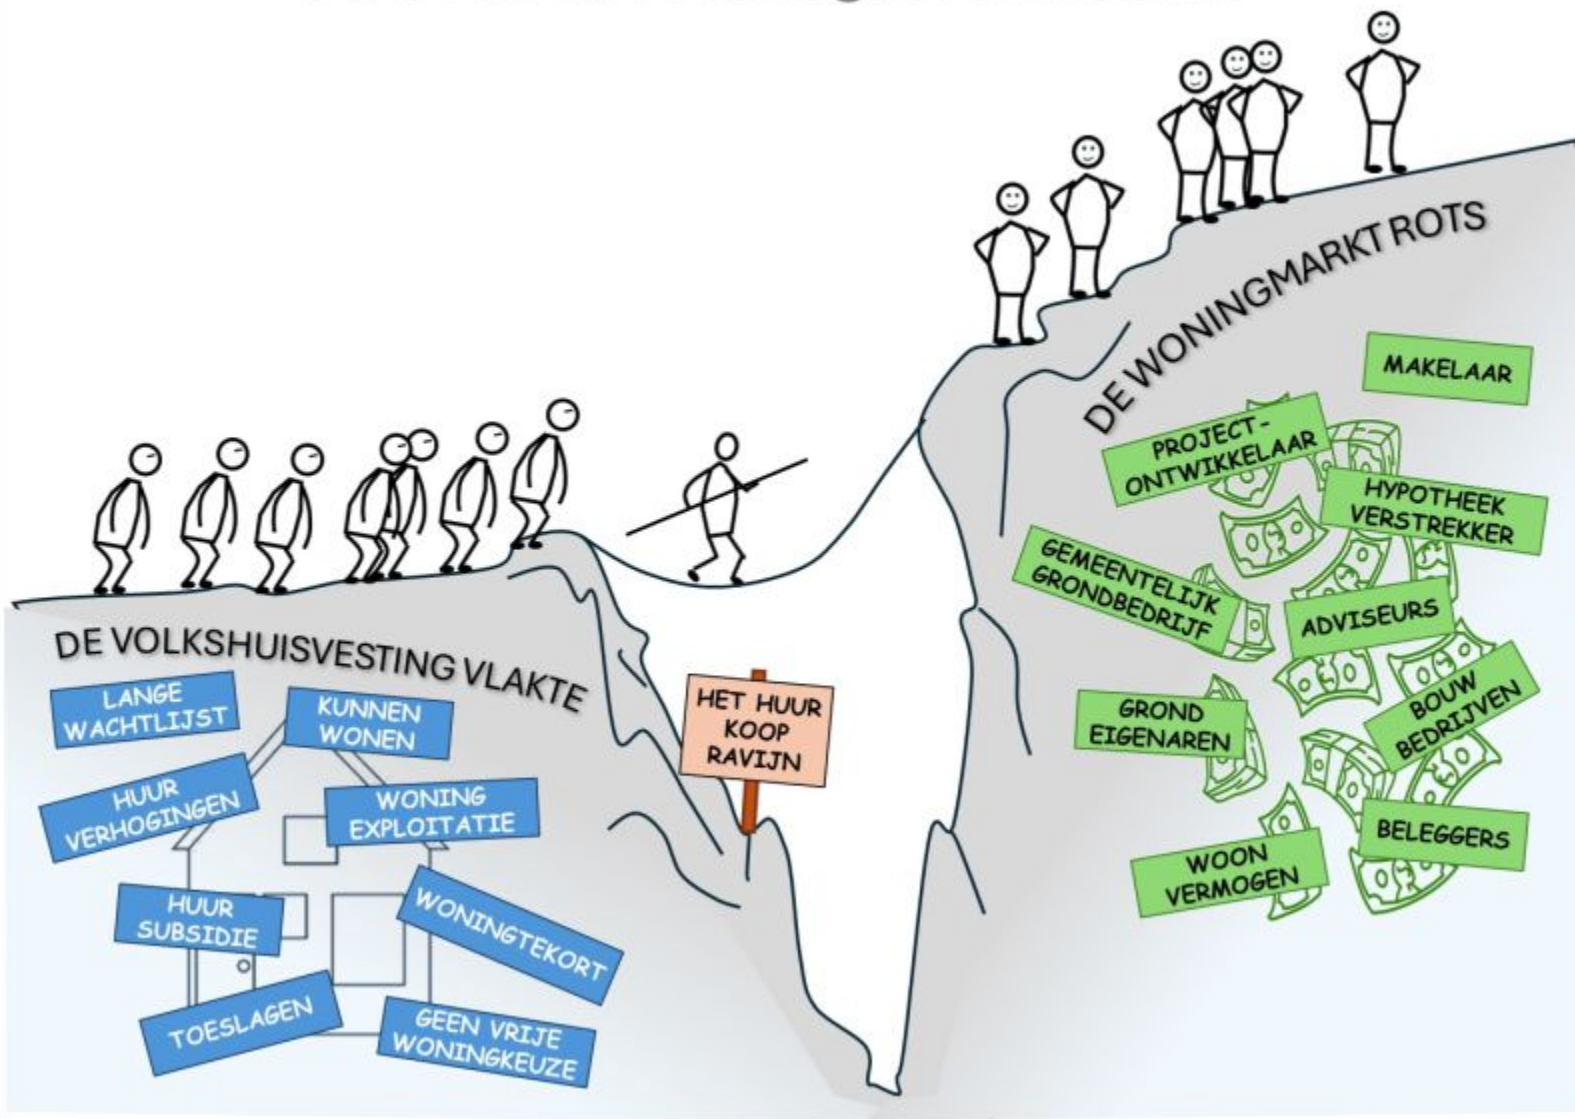 DE WONINGMARKT ROTS
MAKELAAR
PROJECT-
ONTWIKKELAAR
HYPOTHEEK
VERSTREKKER
GEMEENTELIJK
GRONDBEDRIJF
ADVISEURS
GROND
EIGENAREN
BOUW
BEDRIJVEN
BELEGGERS
WOON
VERMOGEN
DE VOLKSHUISVESTING VLAKTE
LANGE
WACHTLIJST
KUNNEN
WONEN
HUUR
VERHOGINGEN
WONING
EXPLOITATIE
HUUR
SUBSIDIE
WONINGTEKORT
TOESLAGEN
GEEN VRIJE
WONINGKEUZE
HET HUUR
KOOP
RAVIJN